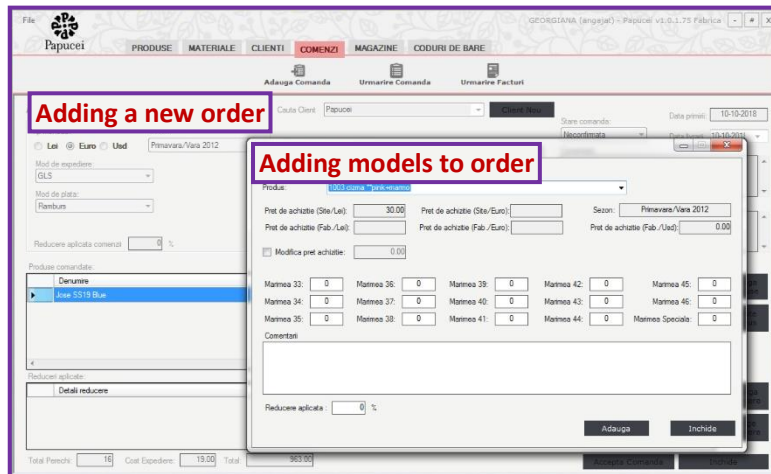 File
GEORGIANA (angajat) - Papucei v1.0.1.75 Fabrica
Papucei
PRODUSE MATERIALE CLIENTI COMENZI MAGAZINE CODURI DE BARE
Adauga Comanda Urmarire Comanda Urmarire Facturi
Adding a new order
Cauta Client Papucei Client Nou
Stare comanda: Data primirii 10-10-2018
Neconfirmata
Lei Euro Usd Primavara/Vara 2012
Mod de expediere:
GLS
Mod de plata:
Ramburs
Reducere aplicata comenzii 0 %
Produse comandate:
Denumire
Jose SS19 Blue
Reduceri aplicate:
Detalii reducere
Total Perechi: 16 Cost Expediere: 19.00 Total 963.00
Accepta Comanda Inchide
Adding models to order
Produs:
Pret de achizitie (Site/Lei): 30.00 Pret de achizitie (Site/Euro): Sezon: Primavara/Vara 2012
Pret de achizitie (Fab./Lei): Pret de achizitie (Fab./Euro): Pret de achizitie (Fab./Usd): 0.00
Modifica pret achizitie: 0.00
Marimea 33: 0 Marimea 36: 0 Marimea 39: 0 Marimea 42: 0 Marimea 45: 0
Marimea 34: 0 Marimea 37: 0 Marimea 40: 0 Marimea 43: 0 Marimea 46: 0
Marimea 35: 0 Marimea 38: 0 Marimea 41: 0 Marimea 44: 0 Marimea Speciala: 0
Comentarii
Reducere aplicata : 0 %
Adauga Inchide